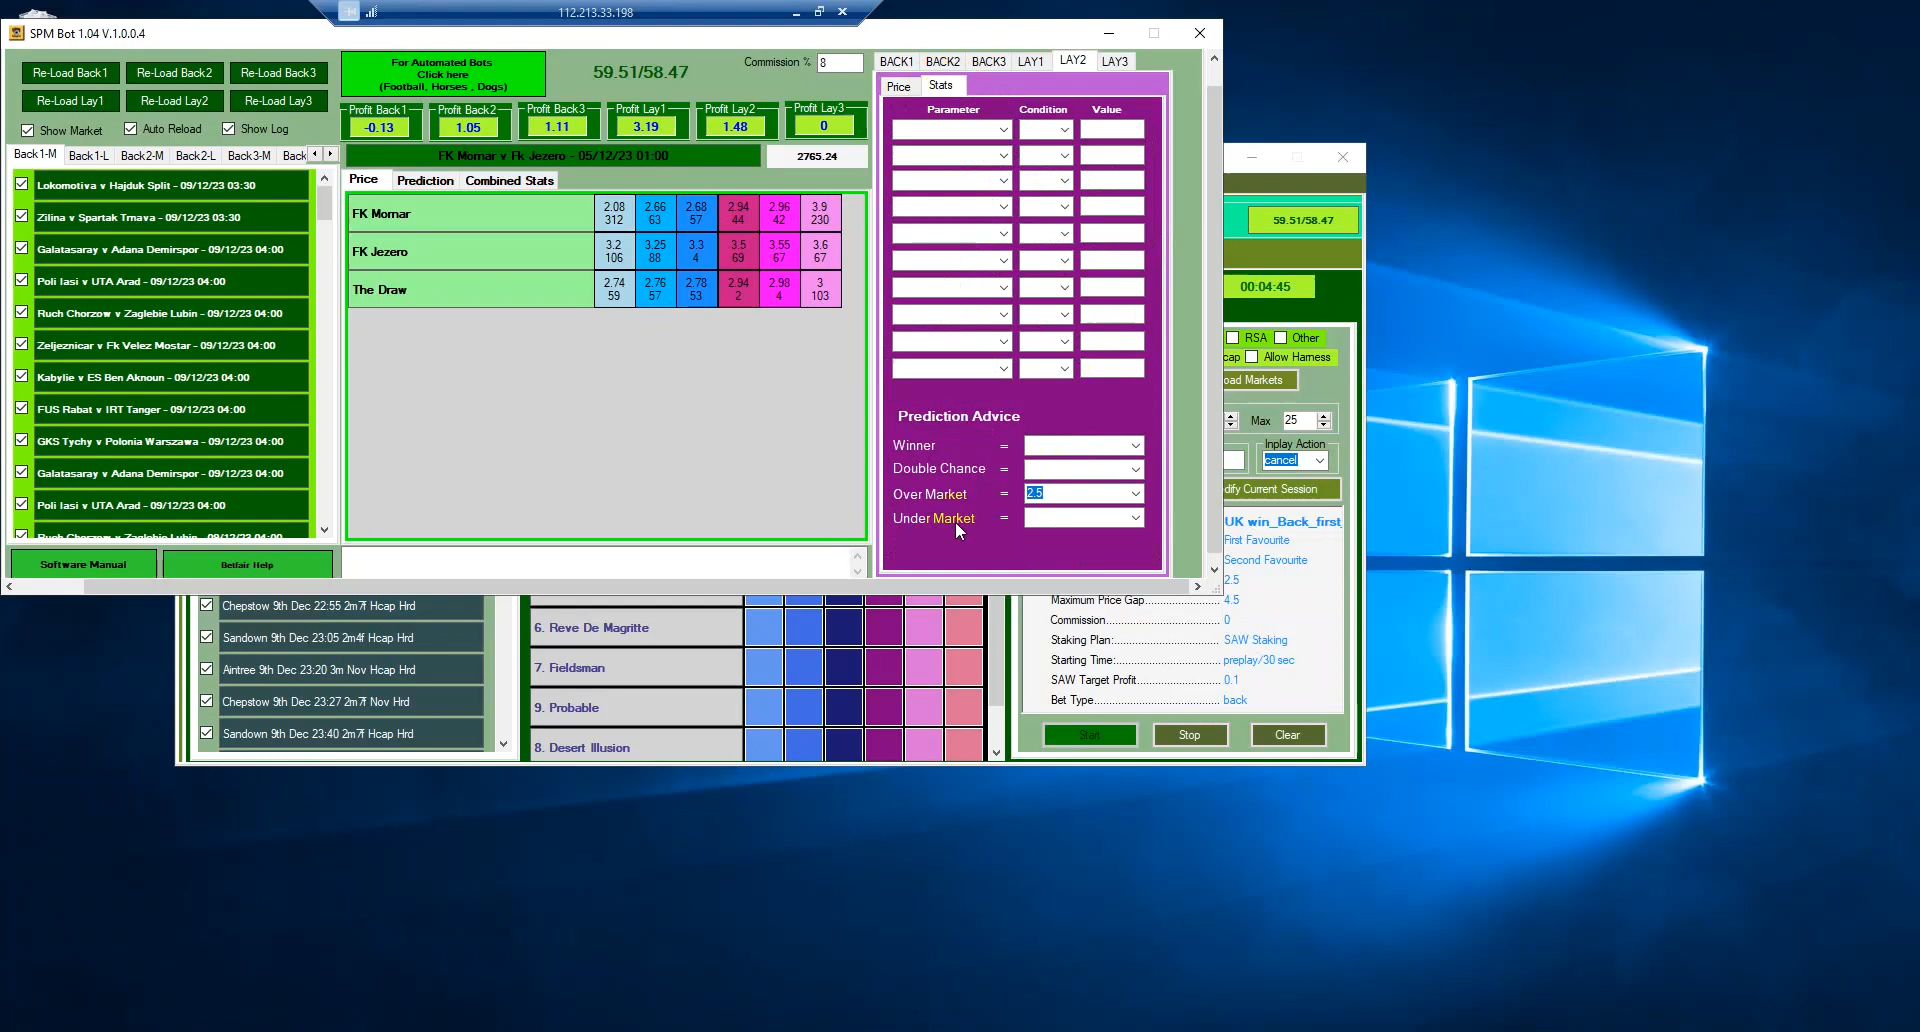 112.213.33.198
SPM Bot 1.04 V.1.0.0.4
Re-Load Back1 Re-Load Back2 Re-Load Back3
Re-Load Lay1 Re-Load Lay2 Re-Load Lay3
Show Market Auto Reload Show Log
For Automated Bots
Click here
(Football, Horses , Dogs)
59.51/58.47
Commission % 8
Profit Back1 Profit Back2 Profit Back3 Profit Lay1 Profit Lay2 Profit Lay3
-0.13 1.05 1.11 3.19 1.48 0
Back1-M Back1-L Back2-M Back2-L Back3-M Back
FK Mornar v Fk Jezero - 05/12/23 01:00 2765.24
Price Prediction Combined Stats
Lokomotiva v Hajduk Split - 09/12/23 03:30
Zilina v Spartak Trnava - 09/12/23 03:30
Galatasaray v Adana Demirspor - 09/12/23 04:00
Poli Iasi v UTA Arad - 09/12/23 04:00
Ruch Chorzow v Zaglebie Lubin - 09/12/23 04:00
Zeljeznicar v Fk Velez Mostar - 09/12/23 04:00
Kabylie v ES Ben Aknoun - 09/12/23 04:00
FUS Rabat v IRT Tanger - 09/12/23 04:00
GKS Tychy v Polonia Warszawa - 09/12/23 04:00
Galatasaray v Adana Demirspor - 09/12/23 04:00
Poli Iasi v UTA Arad - 09/12/23 04:00
Ruch Chorzow v Zaglebie Lubin - 09/12/23 04:00
Software Manual Betfair Help
FK Mornar 2.08 2.66 2.68 2.94 2.96 3.9
312 63 57 44 42 230
FK Jezero 3.2 3.25 3.3 3.5 3.55 3.6
106 88 4 69 67 67
The Draw 2.74 2.76 2.78 2.94 2.98 3
59 57 53 2 4 103
BACK1 BACK2 BACK3 LAY1 LAY2 LAY3
Price Stats
Parameter Condition Value
Prediction Advice
Winner =
Double Chance =
Over Market = 2.5
Under Market =
59.51/58.47
00:04:45
RSA Other
cap Allow Harness
oad Markets
Max 25
Inplay Action
cancel
dify Current Session
UK win_Back_first
First Favourite
Second Favourite
2.5
Maximum Price Gap 4.5
Commission 0
Staking Plan: SAW Staking
Starting Time: preplay/30 sec
SAW Target Profit 0.1
Bet Type back
Start Stop Clear
Chepstow 9th Dec 22:55 2m7f Hcap Hrd
Sandown 9th Dec 23:05 2m4f Hcap Hrd
Aintree 9th Dec 23:20 3m Nov Hcap Hrd
Chepstow 9th Dec 23:27 2m7f Nov Hrd
Sandown 9th Dec 23:40 2m7f Hcap Hrd
6. Reve De Magritte
7. Fieldsman
9. Probable
8. Desert Illusion